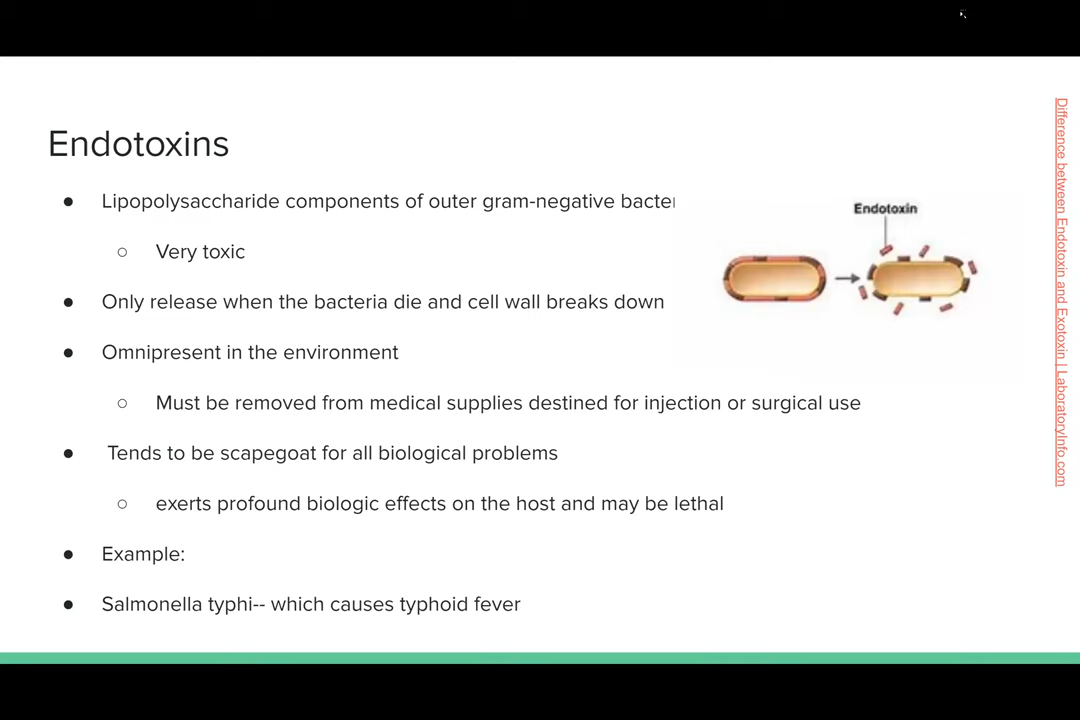 Endotoxins
● Lipopolysaccharide components of outer gram-negative
○ Very toxic
● Only release when the bacteria die and cell wall breaks down
● Omnipresent in the environment
○ Must be removed from medical supplies destined for injection or surgical use
● Tends to be scapegoat for all biological problems
○ exerts profound biologic effects on the host and may be lethal
● Example:
● Salmonella typhi-- which causes typhoid fever
Endotoxin
Difference between Endotoxin and Exotoxin | LaboratoryInfo.com